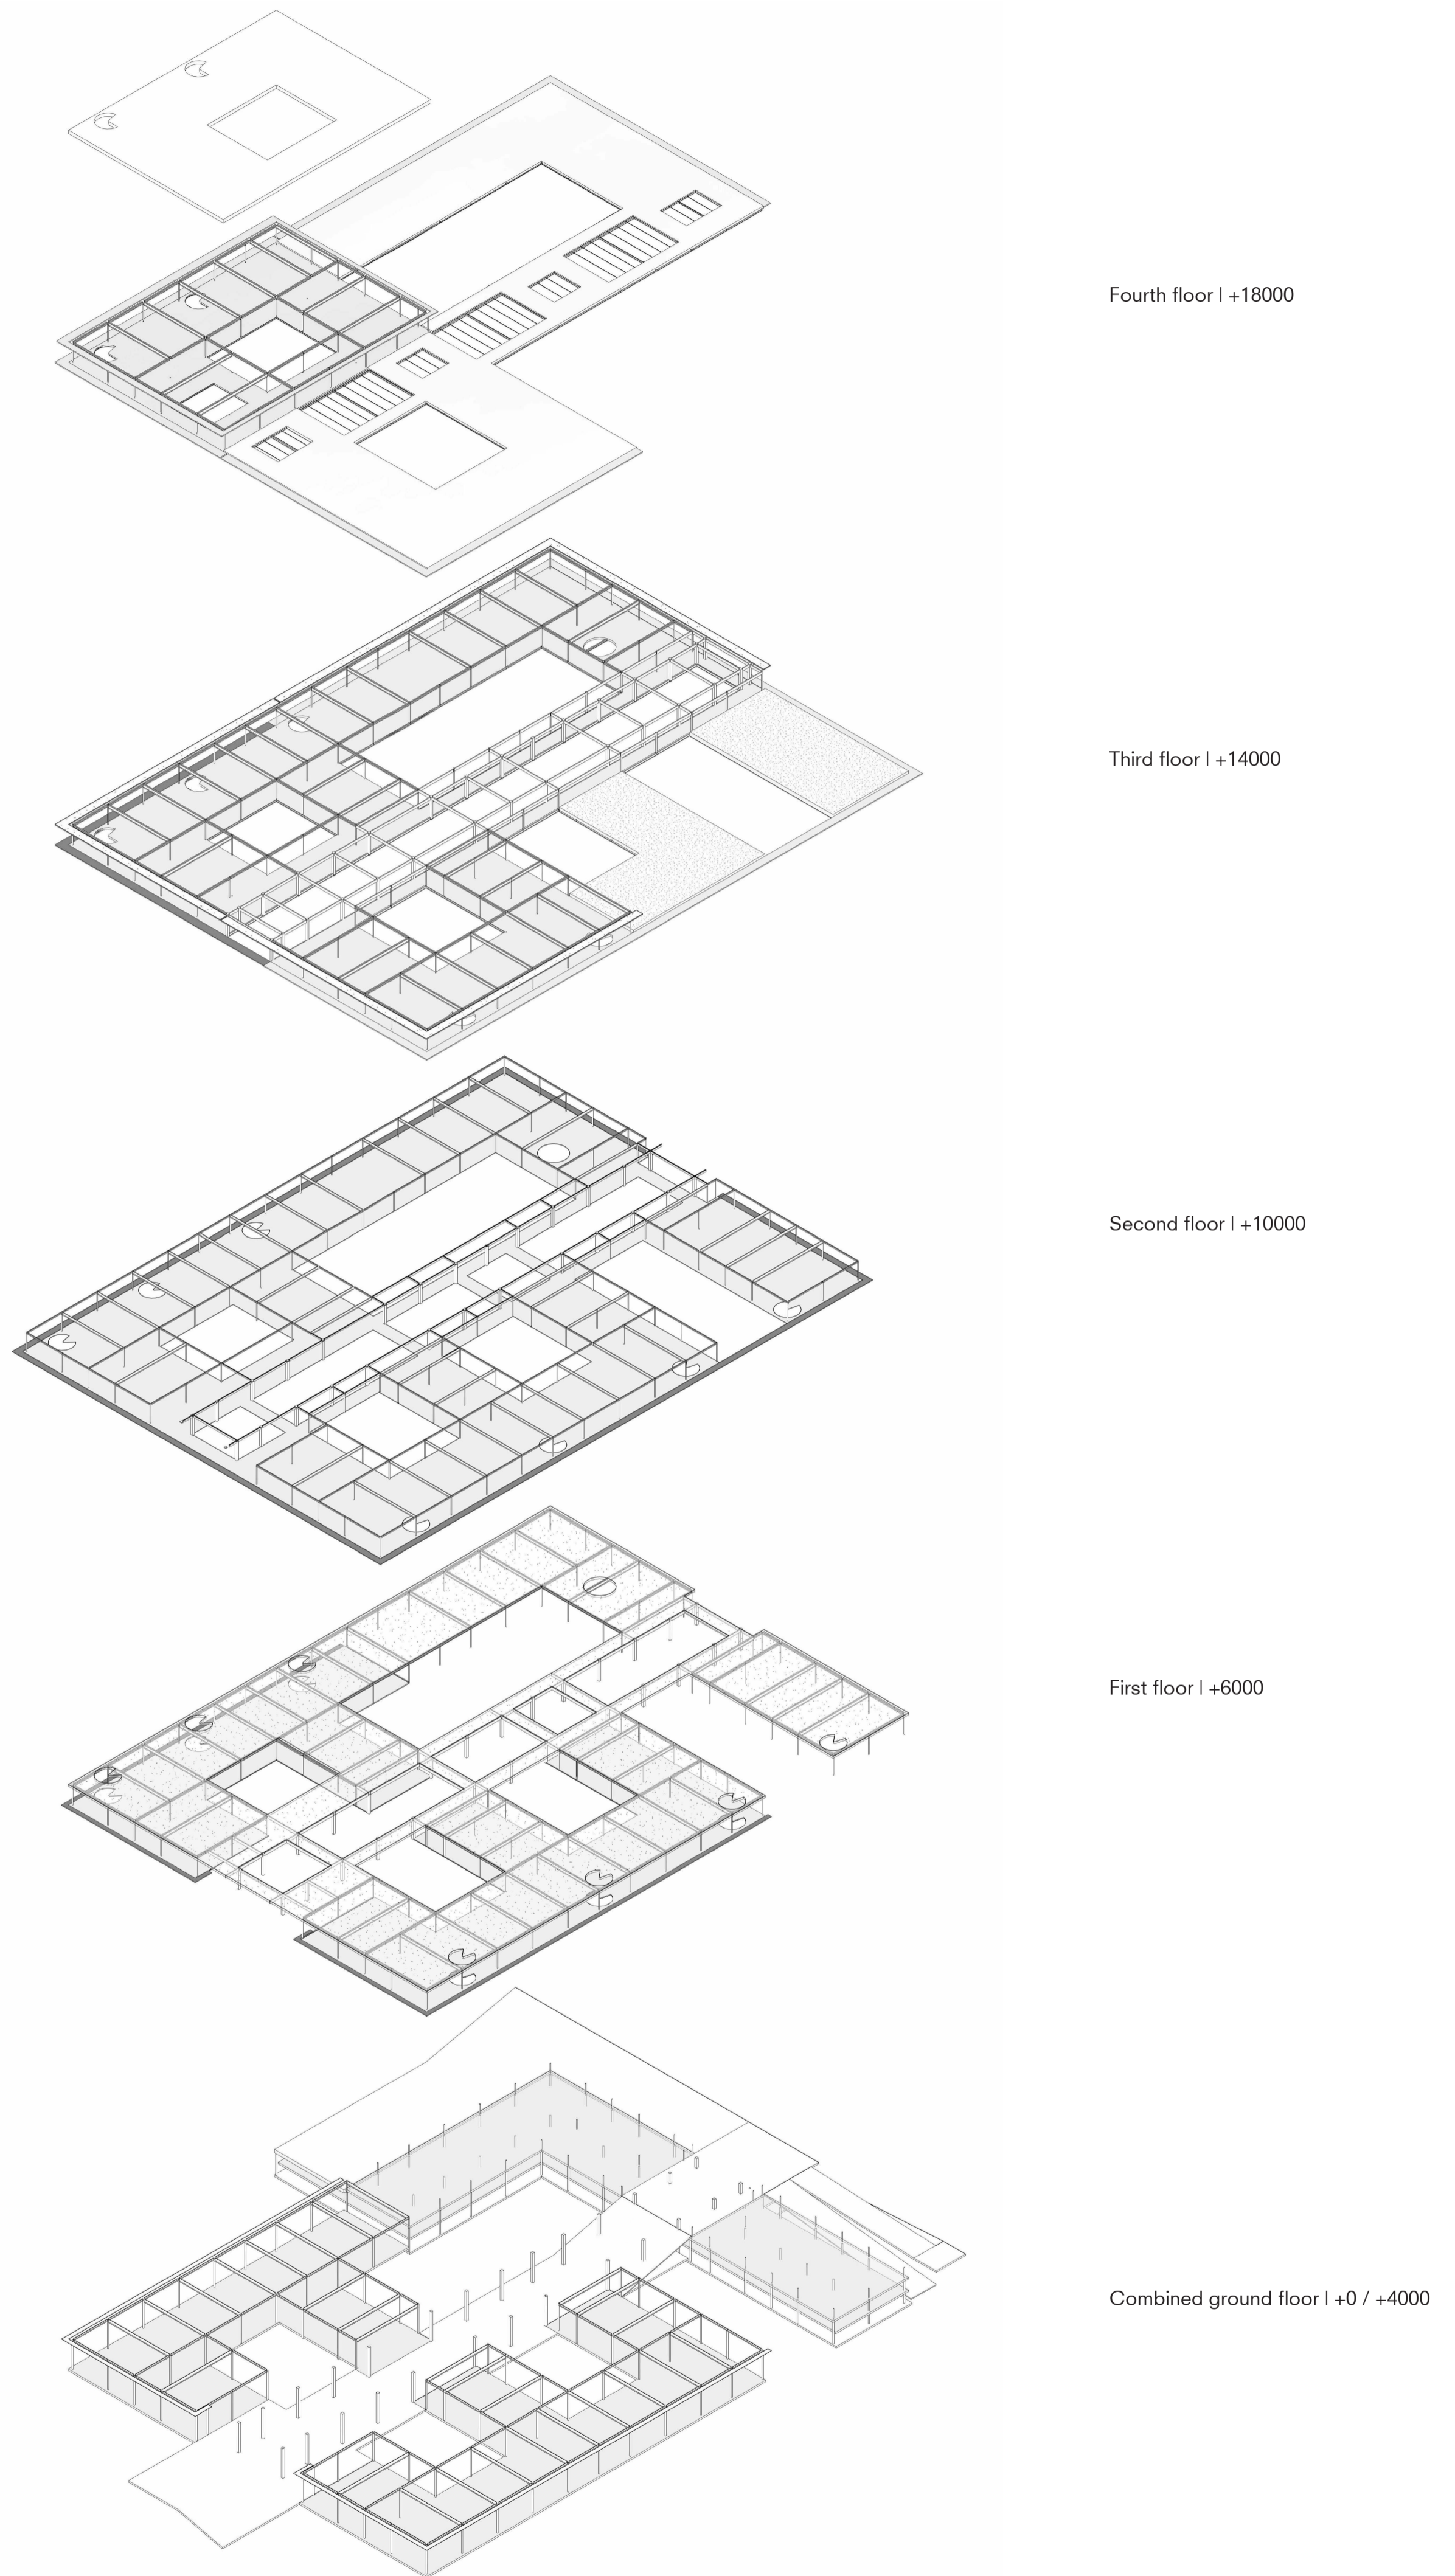 Fourth floor | +18000
Third floor | +14000
Second floor | +10000
First floor | +6000
Combined ground floor | +0 / +4000